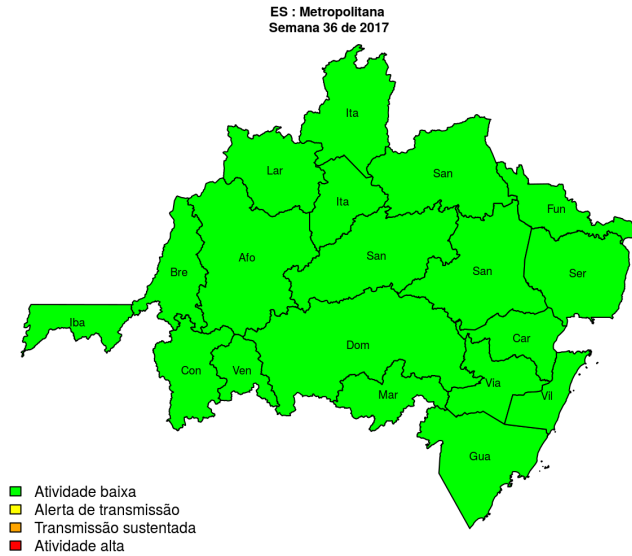 ES : Metropolitana
Semana 36 de 2017
Ita
Lar
San
Ita
Fun
Afo
San
San
Bre
Ser
Iba
Car
Dom
Con
Ven
Via
Mar
Vil
Gua
Atividade baixa
Alerta de transmissão
Transmissão sustentada
Atividade alta